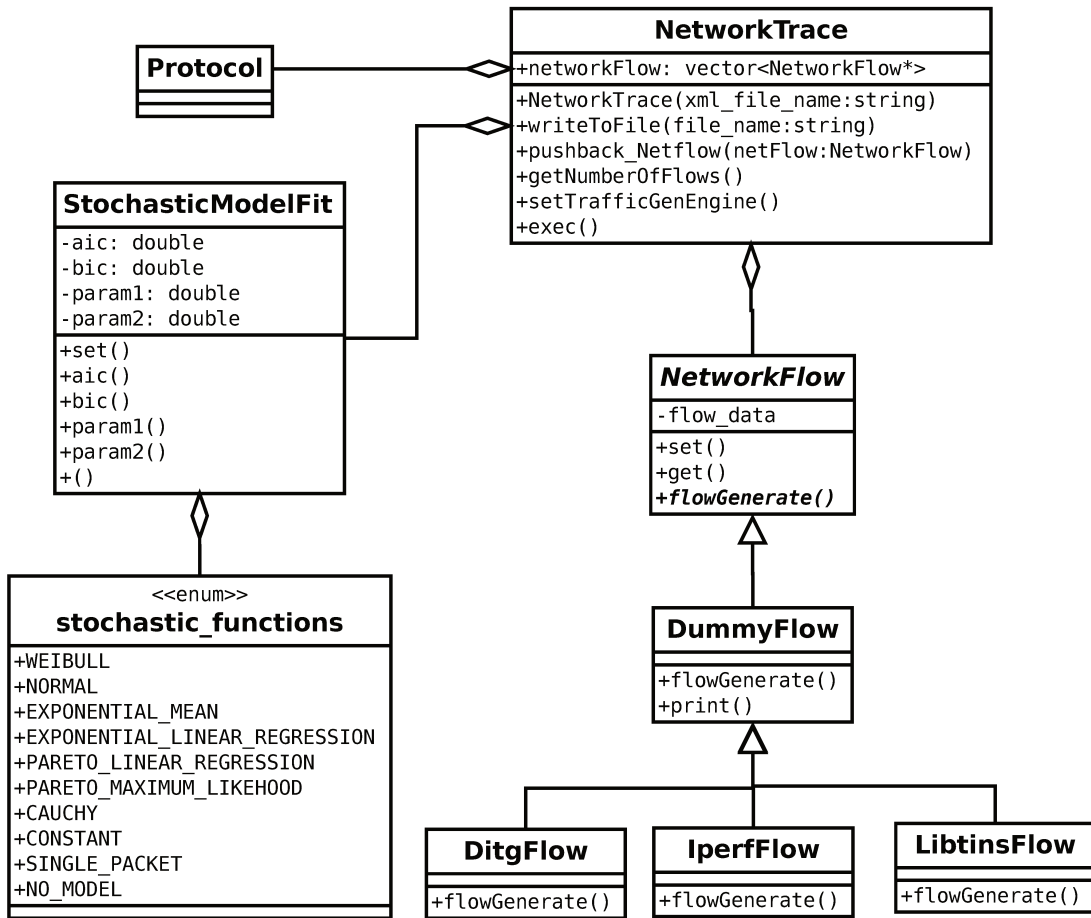 NetworkTrace
+networkFlow: vector<NetworkFlow*>
+NetworkTrace(xml_file_name:string)
+writeToFile(file_name:string)
+pushback_Netflow(netFlow:NetworkFlow)
+getNumberOfFlows()
+setTrafficGenEngine()
+exec()
Protocol
StochasticModelFit
-aic: double
-bic: double
-param1: double
-param2: double
+set()
+aic()
+bic()
+param1()
+param2()
+()
NetworkFlow
-flow_data
+set()
+get()
+flowGenerate()
<<enum>>
stochastic_functions
+WEIBULL
+NORMAL
+EXPONENTIAL_MEAN
+EXPONENTIAL_LINEAR_REGRESSION
+PARETO_LINEAR_REGRESSION
+PARETO_MAXIMUM_LIKEHOOD
+CAUCHY
+CONSTANT
+SINGLE_PACKET
+NO_MODEL
DummyFlow
+flowGenerate()
+print()
DitgFlow
+flowGenerate()
IperfFlow
+flowGenerate()
LibtinsFlow
+flowGenerate()